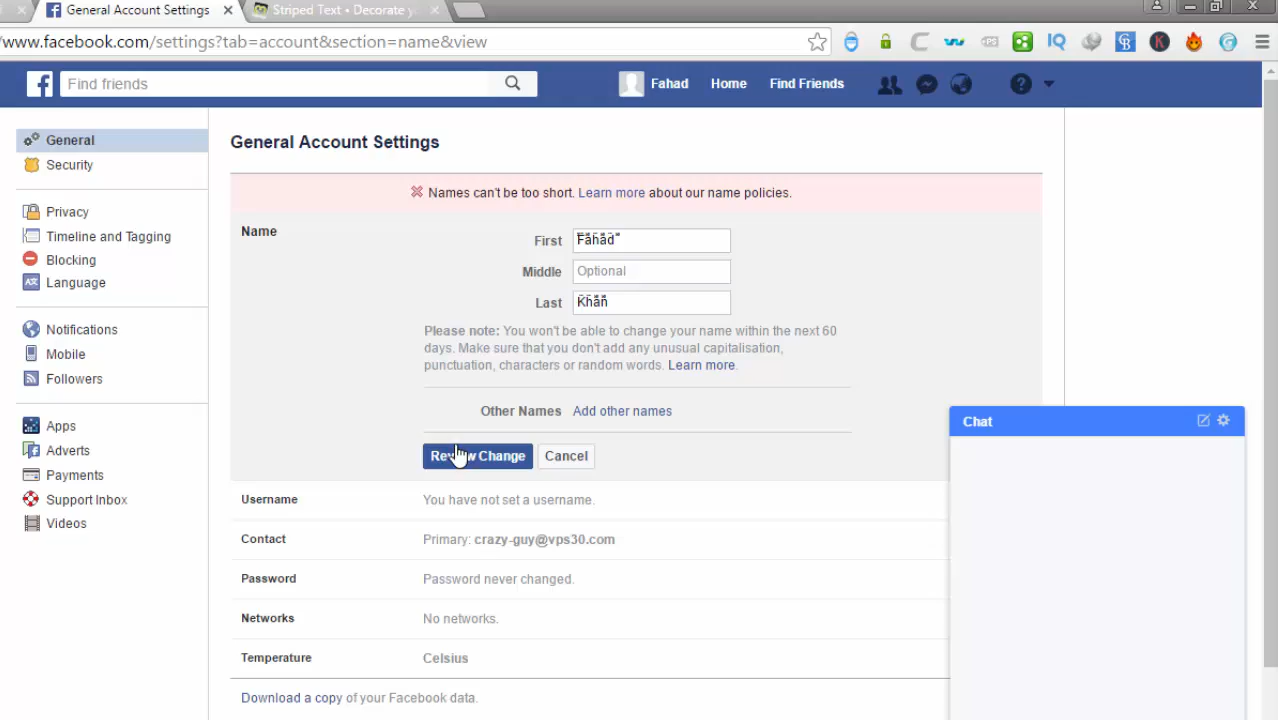 General Account Settings
Striped Text • Decorate
www.facebook.com/settings?tab=account&section=name&view
Find friends
Fahad
Home
Find Friends
General
Security
Privacy
Timeline and Tagging
Blocking
Language
Notifications
Mobile
Followers
Apps
Adverts
Payments
Support Inbox
Videos
General Account Settings
Names can't be too short. Learn more about our name policies.
Name
First
Middle Optional
Last
Please note: You won't be able to change your name within the next 60
days. Make sure that you don't add any unusual capitalisation,
punctuation, characters or random words. Learn more.
Other Names Add other names
Change Cancel
Username You have not set a username.
Contact Primary: crazy-guy@vps30.com
Password Password never changed.
Networks No networks.
Temperature Celsius
Download a copy of your Facebook data.
Chat